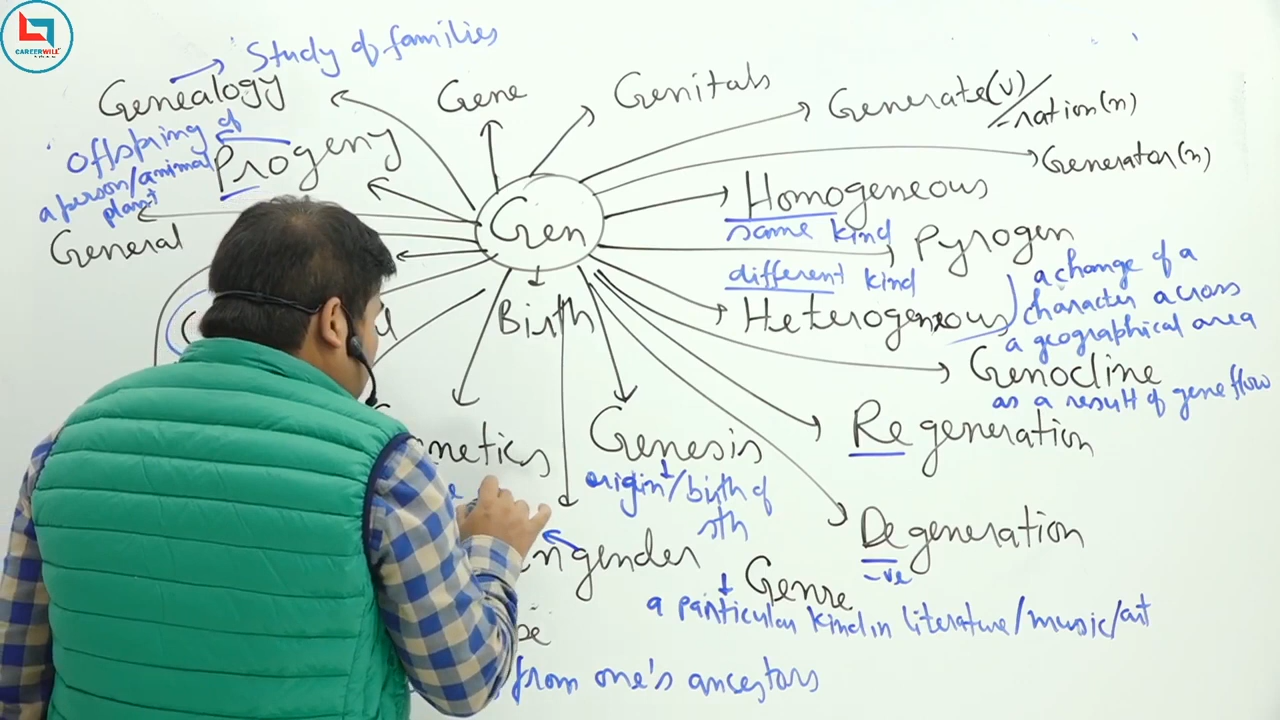 CAREERWILL
Study of families
Genealogy
Gene
Genitals
Generate(v)/
-nation(n)
Offspring of
a person/animal
plant
Progeny
Generator(n)
General
Gen
Homogeneous
same kind
Pyrogen
different kind
Heterogeneous
a change of a
character across
a geographical area
Birth
Genocline
as a result of gene flow
Regeneration
netics
Genesis
origin/birth of
sth
Degeneration
-ve
ngender
Genre
a particular kind in literature/music/art
from one's ancestors